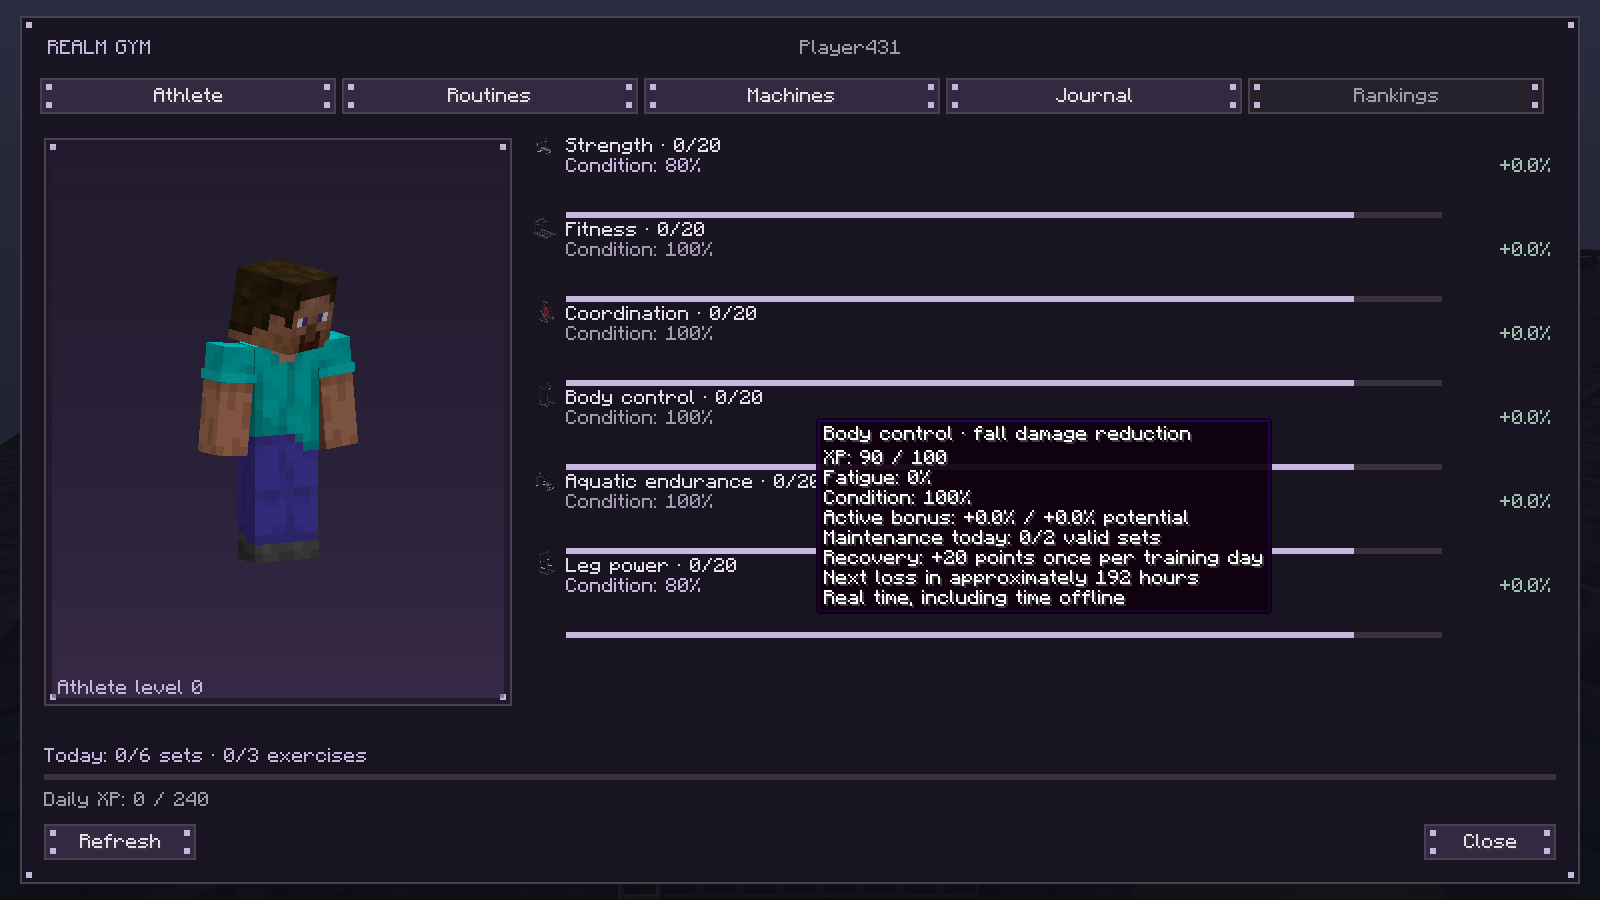 REALM GYM
Player431
Athlete
Routines
Machines
Journal
Rankings
Strength · 0/20
Condition: 80%
+0.0%
Fitness · 0/20
Condition: 100%
+0.0%
Coordination · 0/20
Condition: 100%
+0.0%
Body control · 0/20
Condition: 100%
+0.0%
Aquatic endurance · 0/20
Condition: 100%
+0.0%
Leg power · 0/20
Condition: 80%
+0.0%
Body control · fall damage reduction
XP: 90 / 100
Fatigue: 0%
Condition: 100%
Active bonus: +0.0% / +0.0% potential
Maintenance today: 0/2 valid sets
Recovery: +20 points once per training day
Next loss in approximately 192 hours
Real time, including time offline
Athlete level 0
Today: 0/6 sets · 0/3 exercises
Daily XP: 0 / 240
Refresh
Close